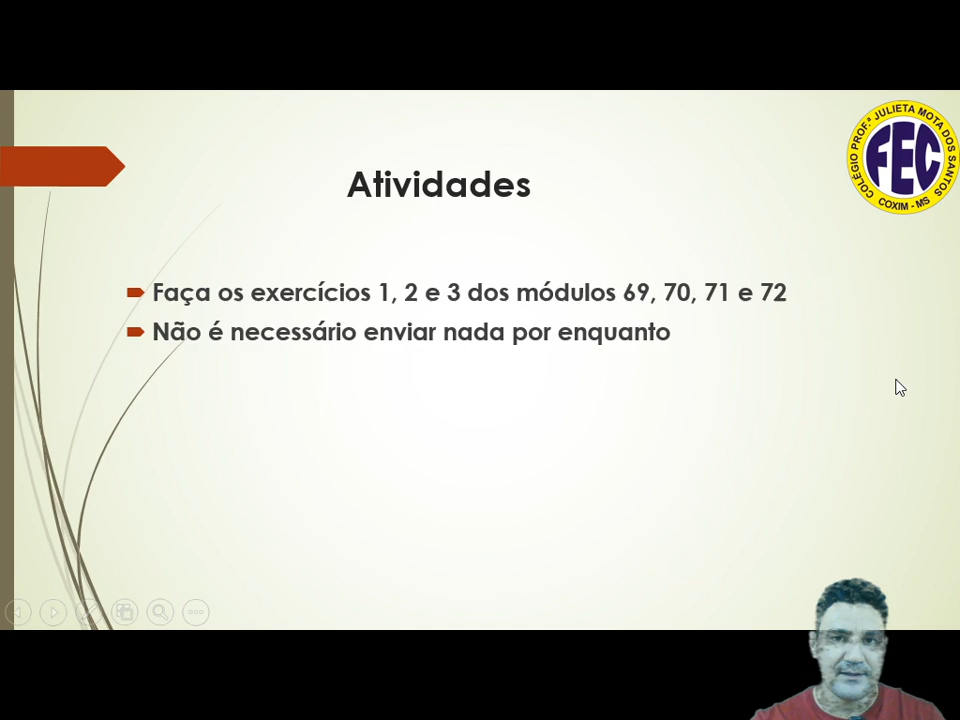 COLÉGIO PROF.ª JULIETA MOTA DOS SANTOS
FEC
COXIM - MS
Atividades
Faça os exercícios 1, 2 e 3 dos módulos 69, 70, 71 e 72
Não é necessário enviar nada por enquanto